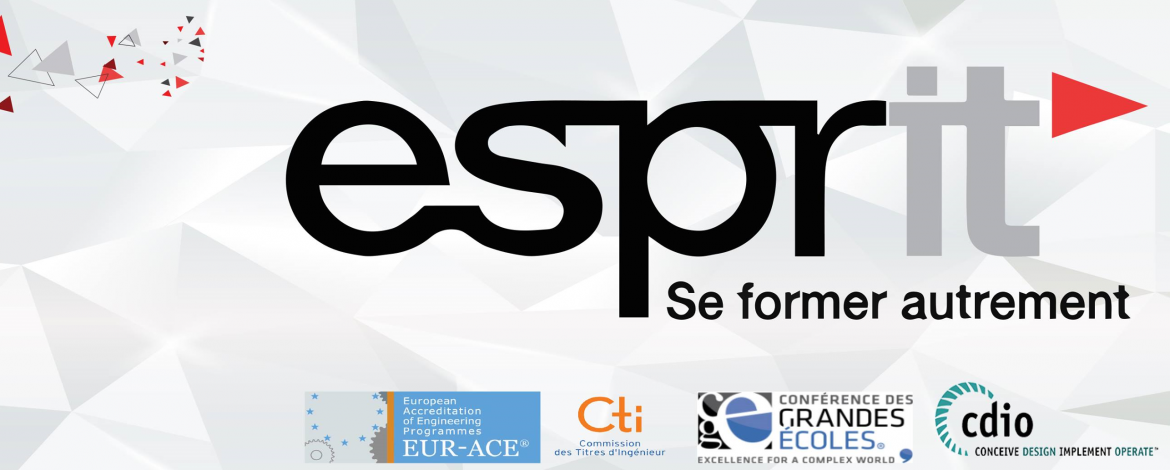 esprit
Se former autrement
European
Accreditation
of Engineering
Programmes
EUR-ACE®
Cti
Commission
des Titres d'Ingénieur
cge
CONFÉRENCE DES
GRANDES
ÉCOLES®
EXCELLENCE FOR A COMPLEX WORLD
cdio
CONCEIVE DESIGN IMPLEMENT OPERATE™